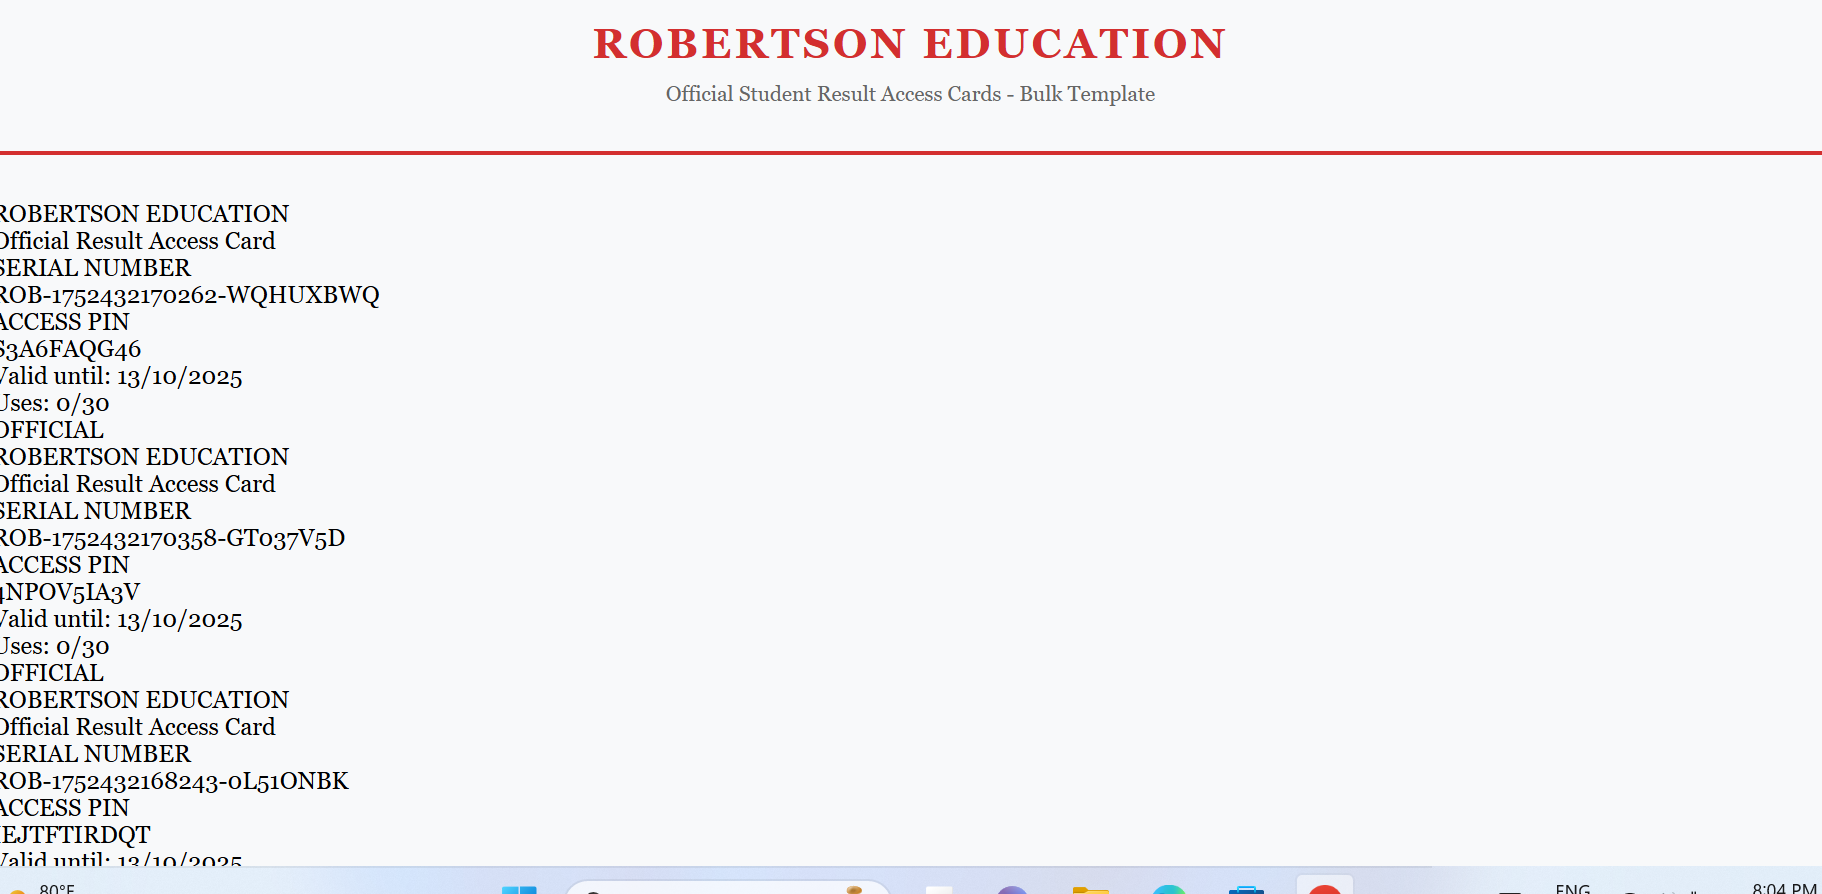 ROBERTSON EDUCATION
Official Student Result Access Cards - Bulk Template
ROBERTSON EDUCATION
Official Result Access Card
SERIAL NUMBER
ROB-1752432170262-WQHUXBWQ
ACCESS PIN
S3A6FAQG46
Valid until: 13/10/2025
Uses: 0/30
OFFICIAL
ROBERTSON EDUCATION
Official Result Access Card
SERIAL NUMBER
ROB-1752432170358-GT037V5D
ACCESS PIN
4NPOV5IA3V
Valid until: 13/10/2025
Uses: 0/30
OFFICIAL
ROBERTSON EDUCATION
Official Result Access Card
SERIAL NUMBER
ROB-1752432168243-0L51ONBK
ACCESS PIN
Valid until: 13/10/2025
80°F
ENG
8:04 PM